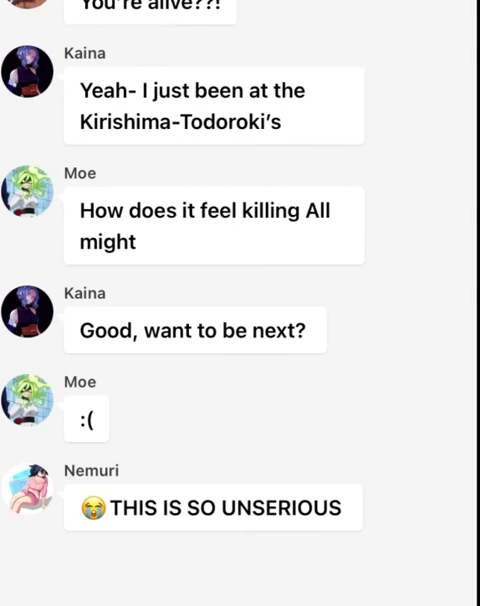 You're alive??!
Kaina
Yeah- I just been at the
Kirishima-Todoroki’s
Moe
How does it feel killing All
might
Kaina
Good, want to be next?
Moe
:(
Nemuri
😭THIS IS SO UNSERIOUS